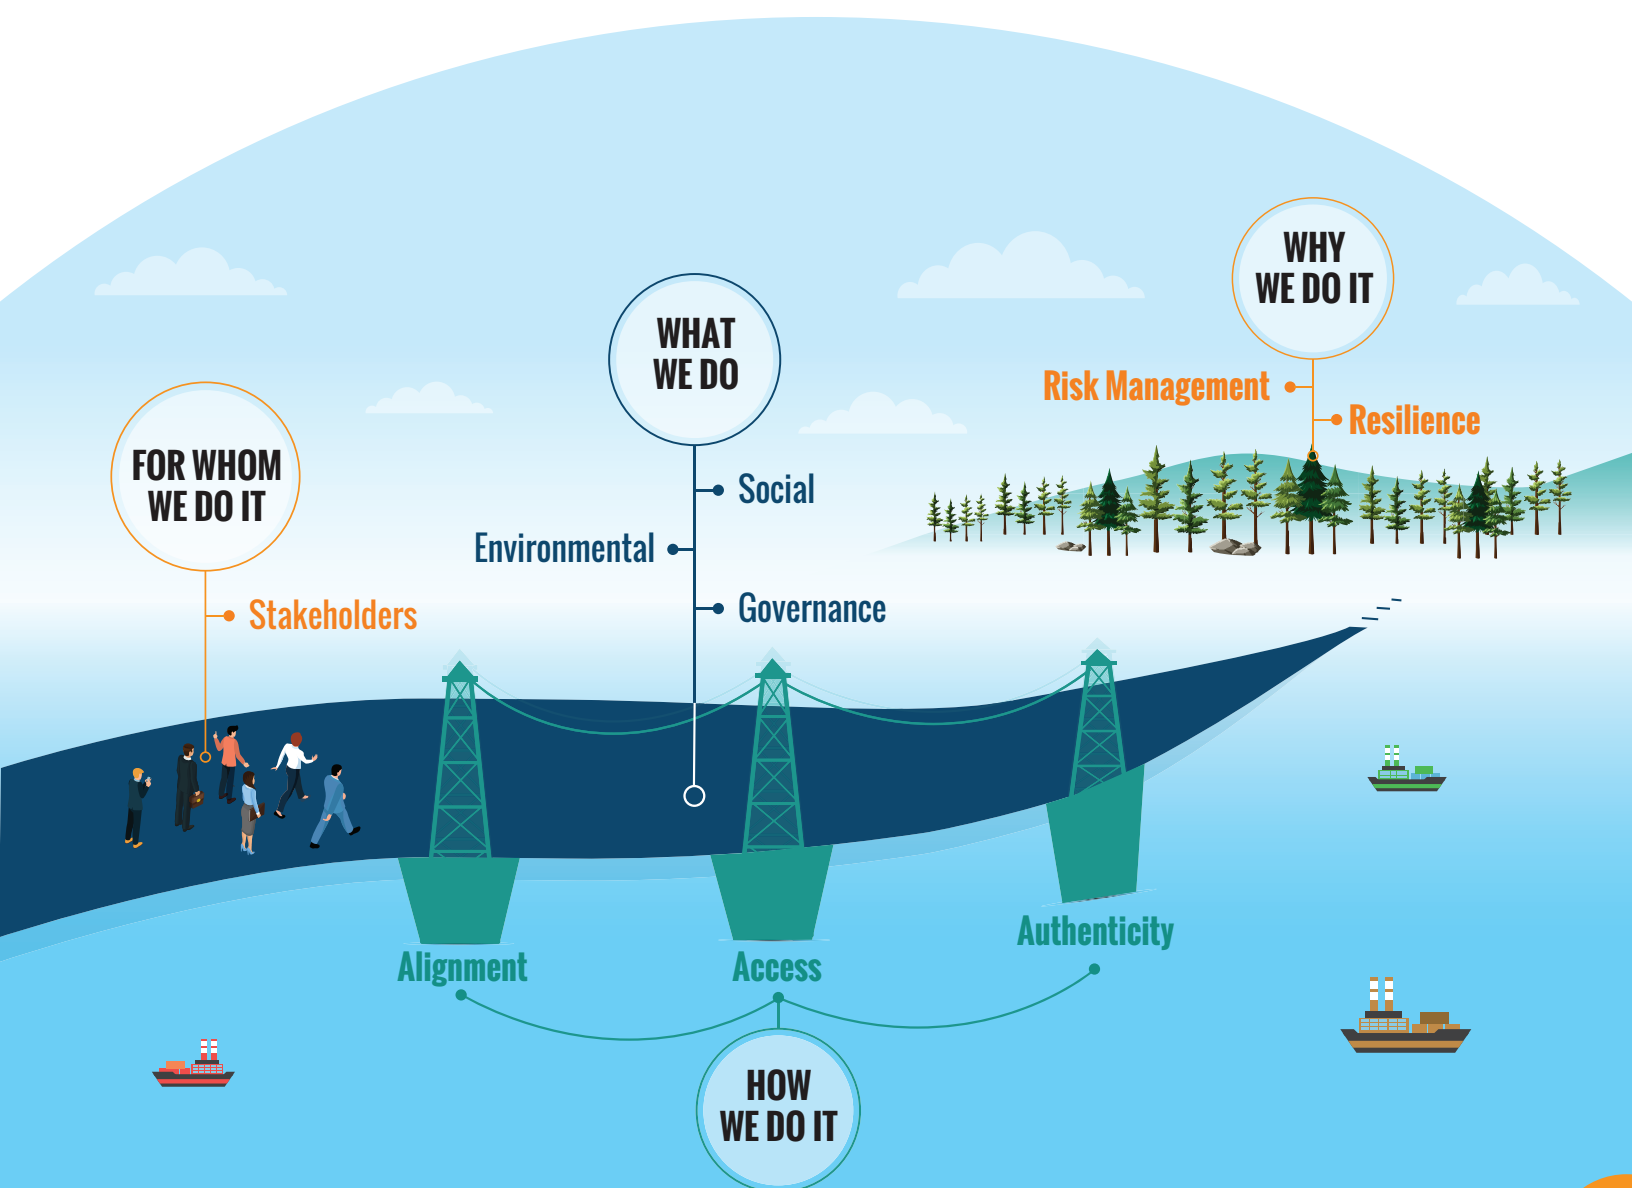 WHY
WE DO IT
Risk Management
Resilience
WHAT
WE DO
Social
Environmental
Governance
FOR WHOM
WE DO IT
Stakeholders
Alignment
Access
Authenticity
HOW
WE DO IT